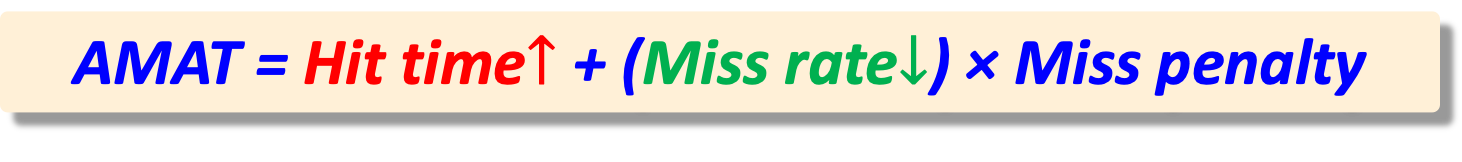 AMAT = Hit time↑ + (Miss rate↓) × Miss penalty